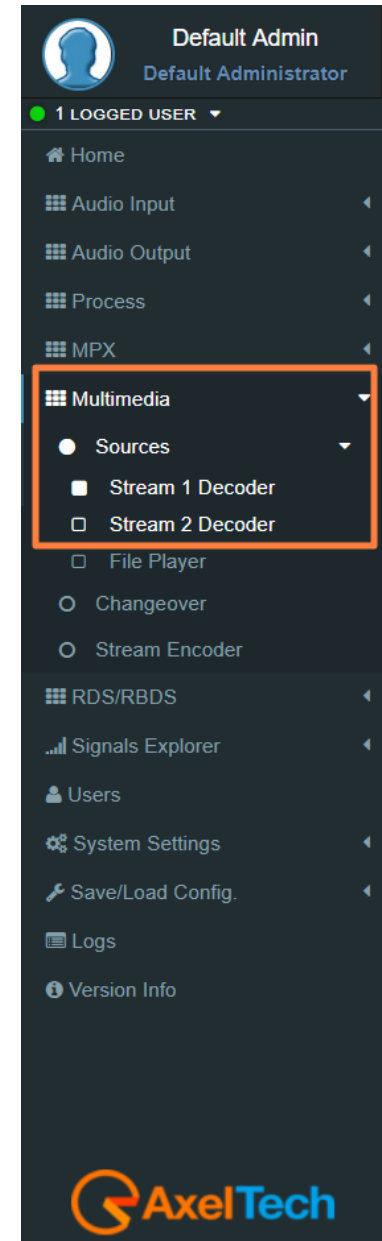 Default Admin
Default Administrator
1 LOGGED USER
Home
Audio Input
Audio Output
Process
MPX
Multimedia
Sources
Stream 1 Decoder
Stream 2 Decoder
File Player
Changeover
Stream Encoder
RDS/RBDS
Signals Explorer
Users
System Settings
Save/Load Config.
Logs
Version Info
AxelTech